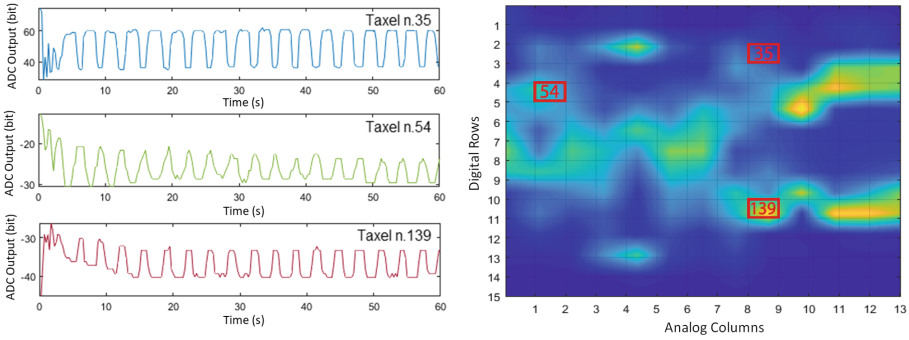 Taxel n.35
ADC Output (bit)
60
40
0 10 20 30 40 50 60
Time (s)
Taxel n.54
ADC Output (bit)
-20
-30
0 10 20 30 40 50 60
Time (s)
Taxel n.139
ADC Output (bit)
-30
-40
0 10 20 30 40 50 60
Time (s)
Digital Rows
1
2
3
4
5
6
7
8
9
10
11
12
13
14
15
35
54
139
1 2 3 4 5 6 7 8 9 10 11 12 13
Analog Columns